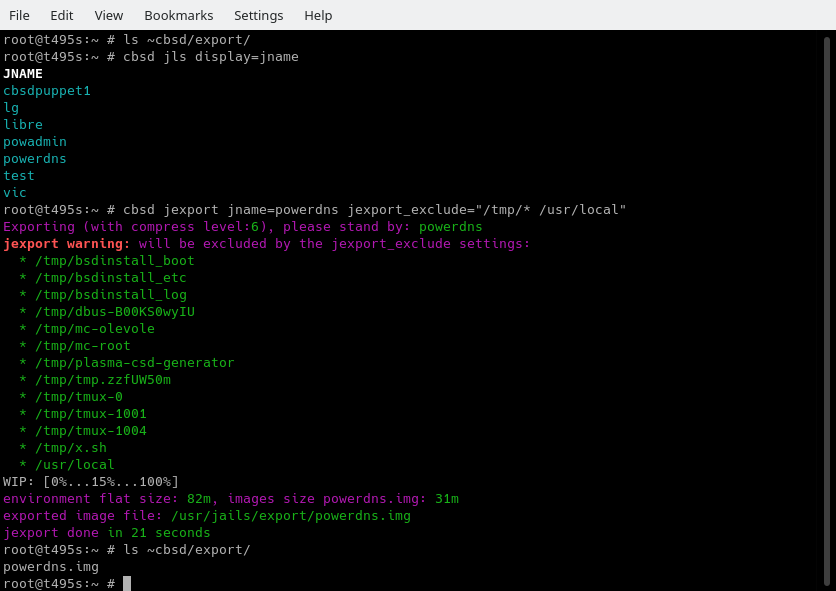 File Edit View Bookmarks Settings Help
root@t495s:~ # ls ~cbsd/export/
root@t495s:~ # cbsd jls display=jname
JNAME
cbsdpuppet1
lg
libre
powadmin
powerdns
test
vic
root@t495s:~ # cbsd jexport jname=powerdns jexport_exclude="/tmp/* /usr/local"
Exporting (with compress level:6), please stand by: powerdns
jexport warning: will be excluded by the jexport_exclude settings:
* /tmp/bsdinstall_boot
* /tmp/bsdinstall_etc
* /tmp/bsdinstall_log
* /tmp/dbus-B00KS0wyIU
* /tmp/mc-olevole
* /tmp/mc-root
* /tmp/plasma-csd-generator
* /tmp/tmp.zzfUW50m
* /tmp/tmux-0
* /tmp/tmux-1001
* /tmp/tmux-1004
* /tmp/x.sh
* /usr/local
WIP: [0%...15%...100%]
environment flat size: 82m, images size powerdns.img: 31m
exported image file: /usr/jails/export/powerdns.img
jexport done in 21 seconds
root@t495s:~ # ls ~cbsd/export/
powerdns.img
root@t495s:~ #